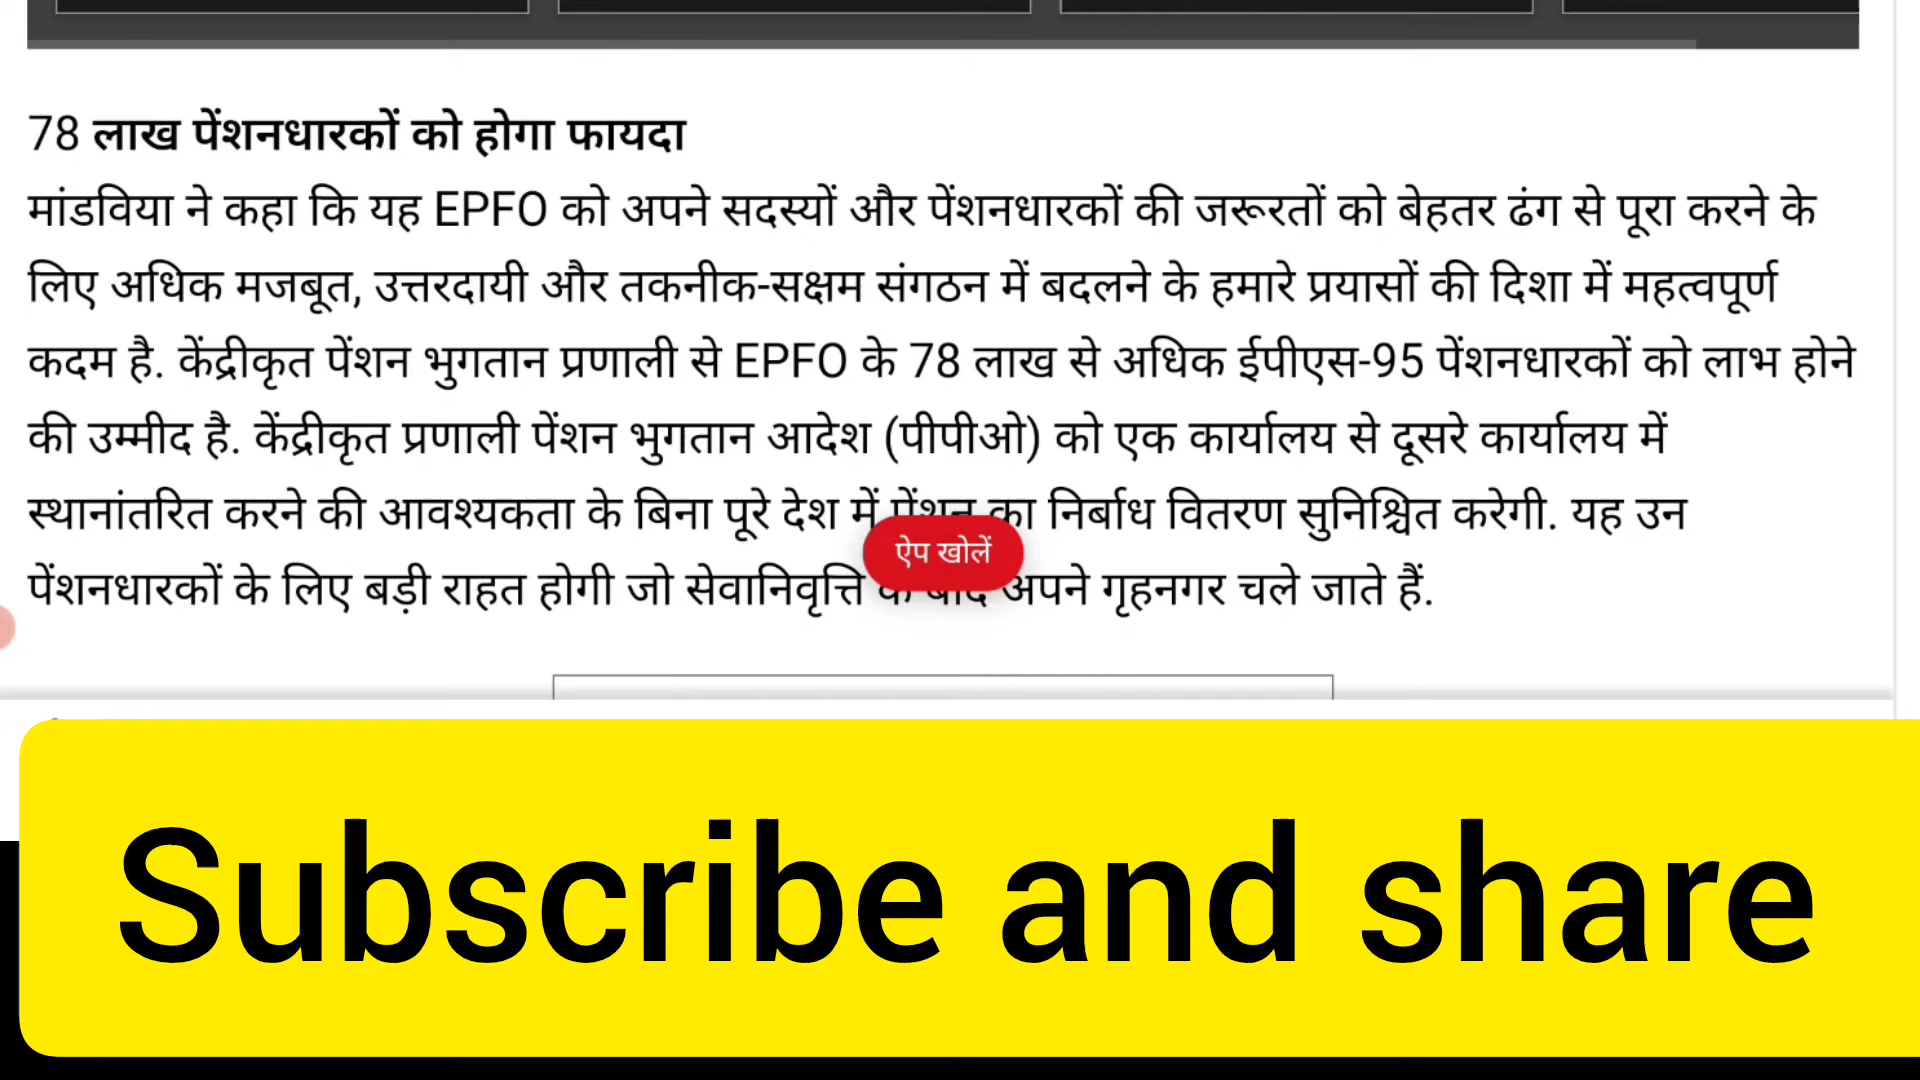 78 लाख पेंशनधारकों को होगा फायदा
मांडविया ने कहा कि यह EPFO को अपने सदस्यों और पेंशनधारकों की जरूरतों को बेहतर ढंग से पूरा करने के
लिए अधिक मजबूत, उत्तरदायी और तकनीक-सक्षम संगठन में बदलने के हमारे प्रयासों की दिशा में महत्वपूर्ण
कदम है. केंद्रीकृत पेंशन भुगतान प्रणाली से EPFO के 78 लाख से अधिक ईपीएस-95 पेंशनधारकों को लाभ होने
की उम्मीद है. केंद्रीकृत प्रणाली पेंशन भुगतान आदेश (पीपीओ) को एक कार्यालय से दूसरे कार्यालय में
स्थानांतरित करने की आवश्यकता के बिना पूरे देश में पेंशन का निर्बाध वितरण सुनिश्चित करेगी. यह उन
ऐप खोलें
पेंशनधारकों के लिए बड़ी राहत होगी जो सेवानिवृत्ति के बाद अपने गृहनगर चले जाते हैं.
Subscribe and share